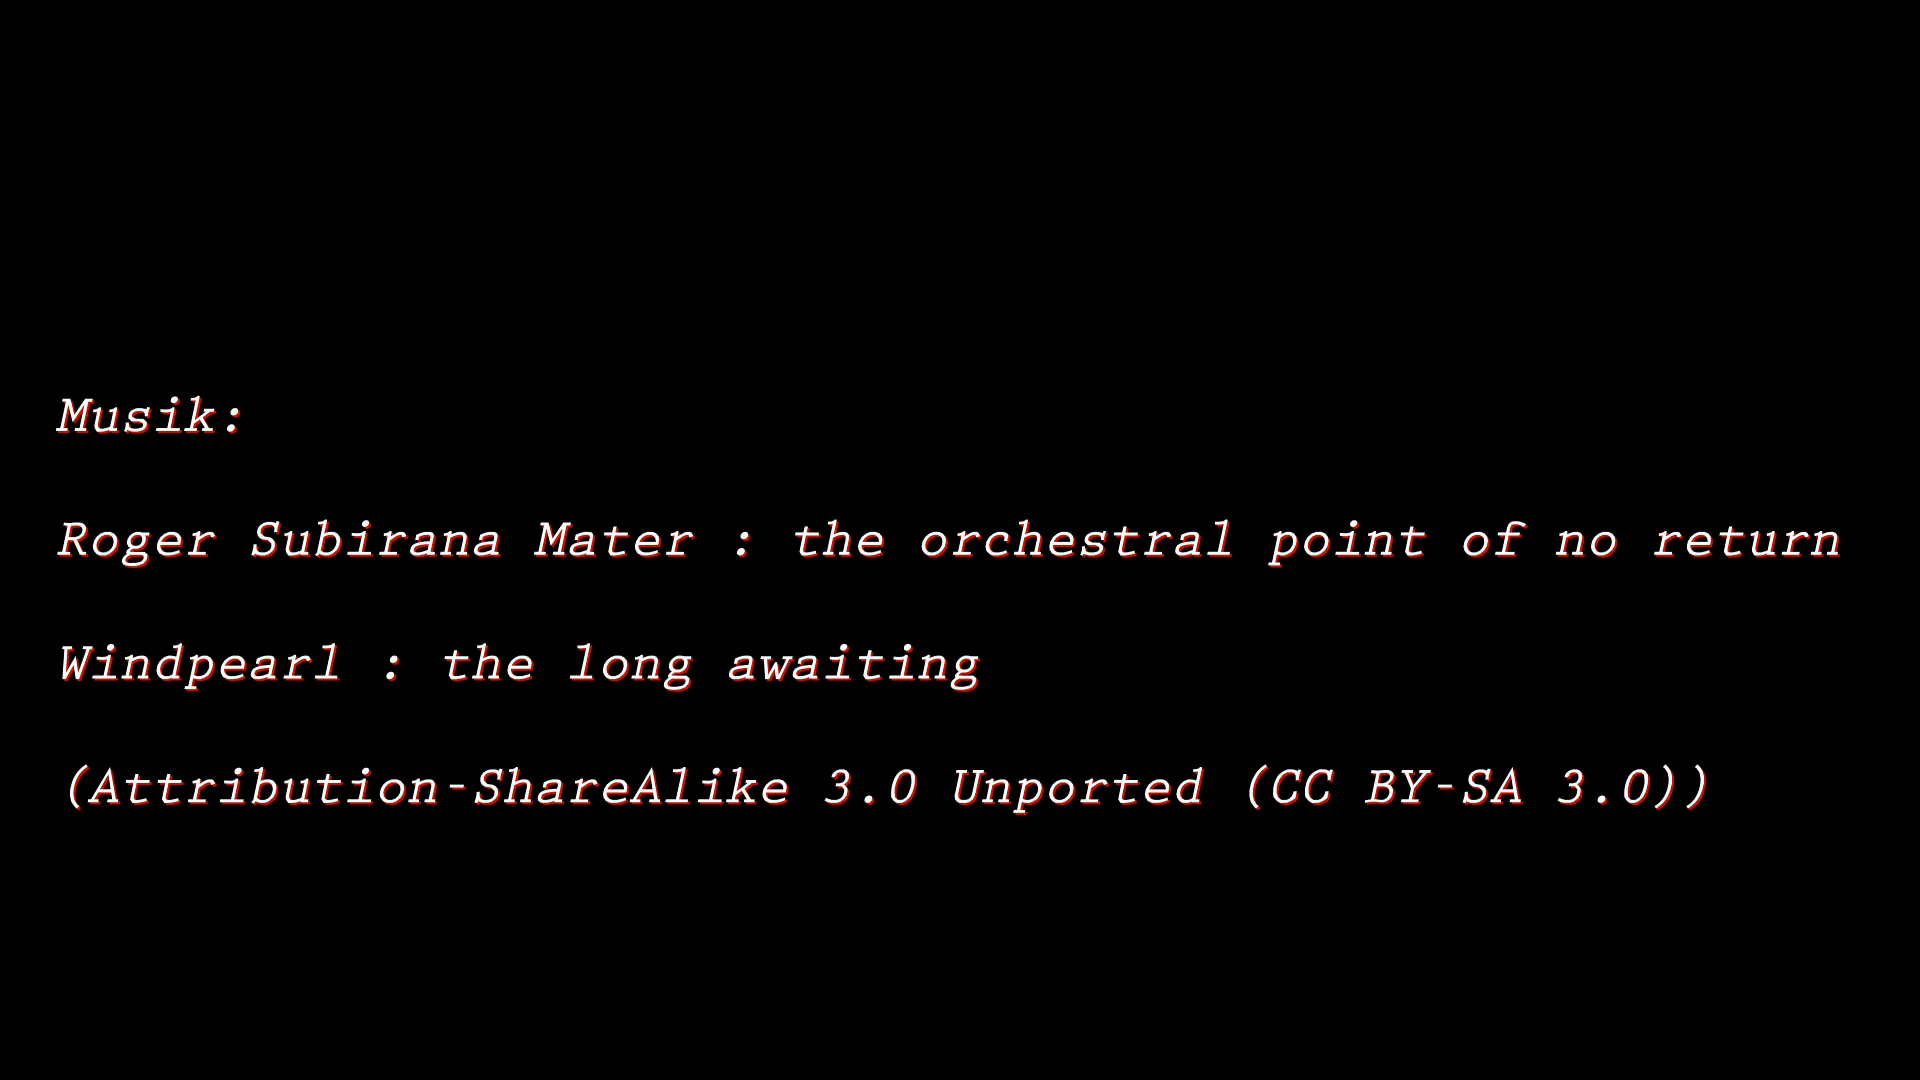 Musik:
Roger Subirana Mater : the orchestral point of no return
Windpearl : the long awaiting
(Attribution-ShareAlike 3.0 Unported (CC BY-SA 3.0))